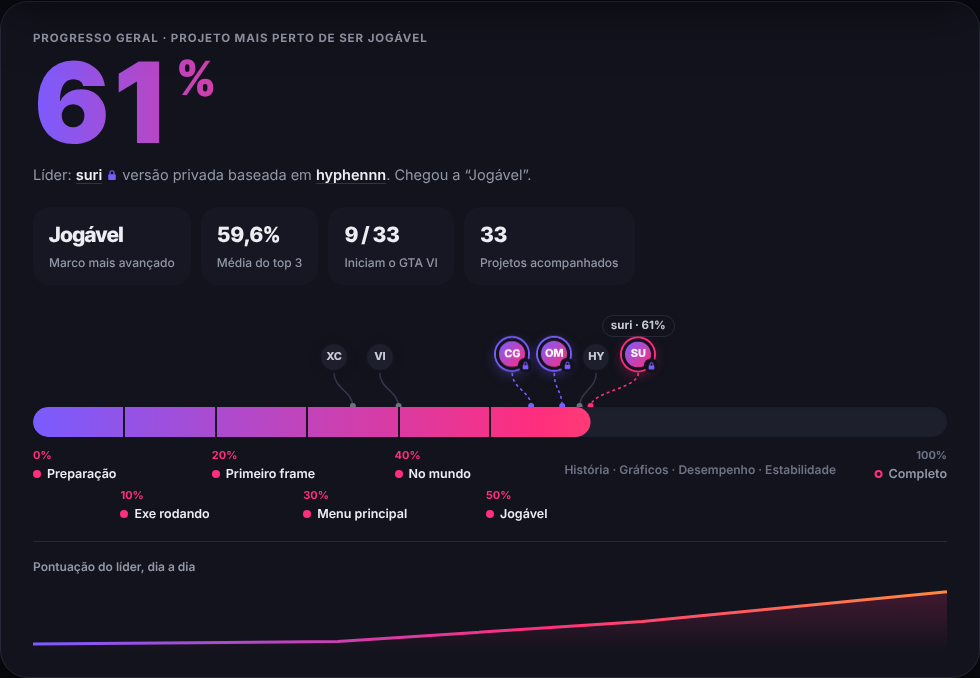 PROGRESSO GERAL · PROJETO MAIS PERTO DE SER JOGÁVEL
61%
Líder: suri versão privada baseada em hyphennn. Chegou a “Jogável”.
Jogável
Marco mais avançado
59,6%
Média do top 3
9 / 33
Iniciam o GTA VI
33
Projetos acompanhados
suri · 61%
XC VI CG OM HY SU
0%
Preparação
20%
Primeiro frame
40%
No mundo
História · Gráficos · Desempenho · Estabilidade
100%
Completo
10%
Exe rodando
30%
Menu principal
50%
Jogável
Pontuação do líder, dia a dia